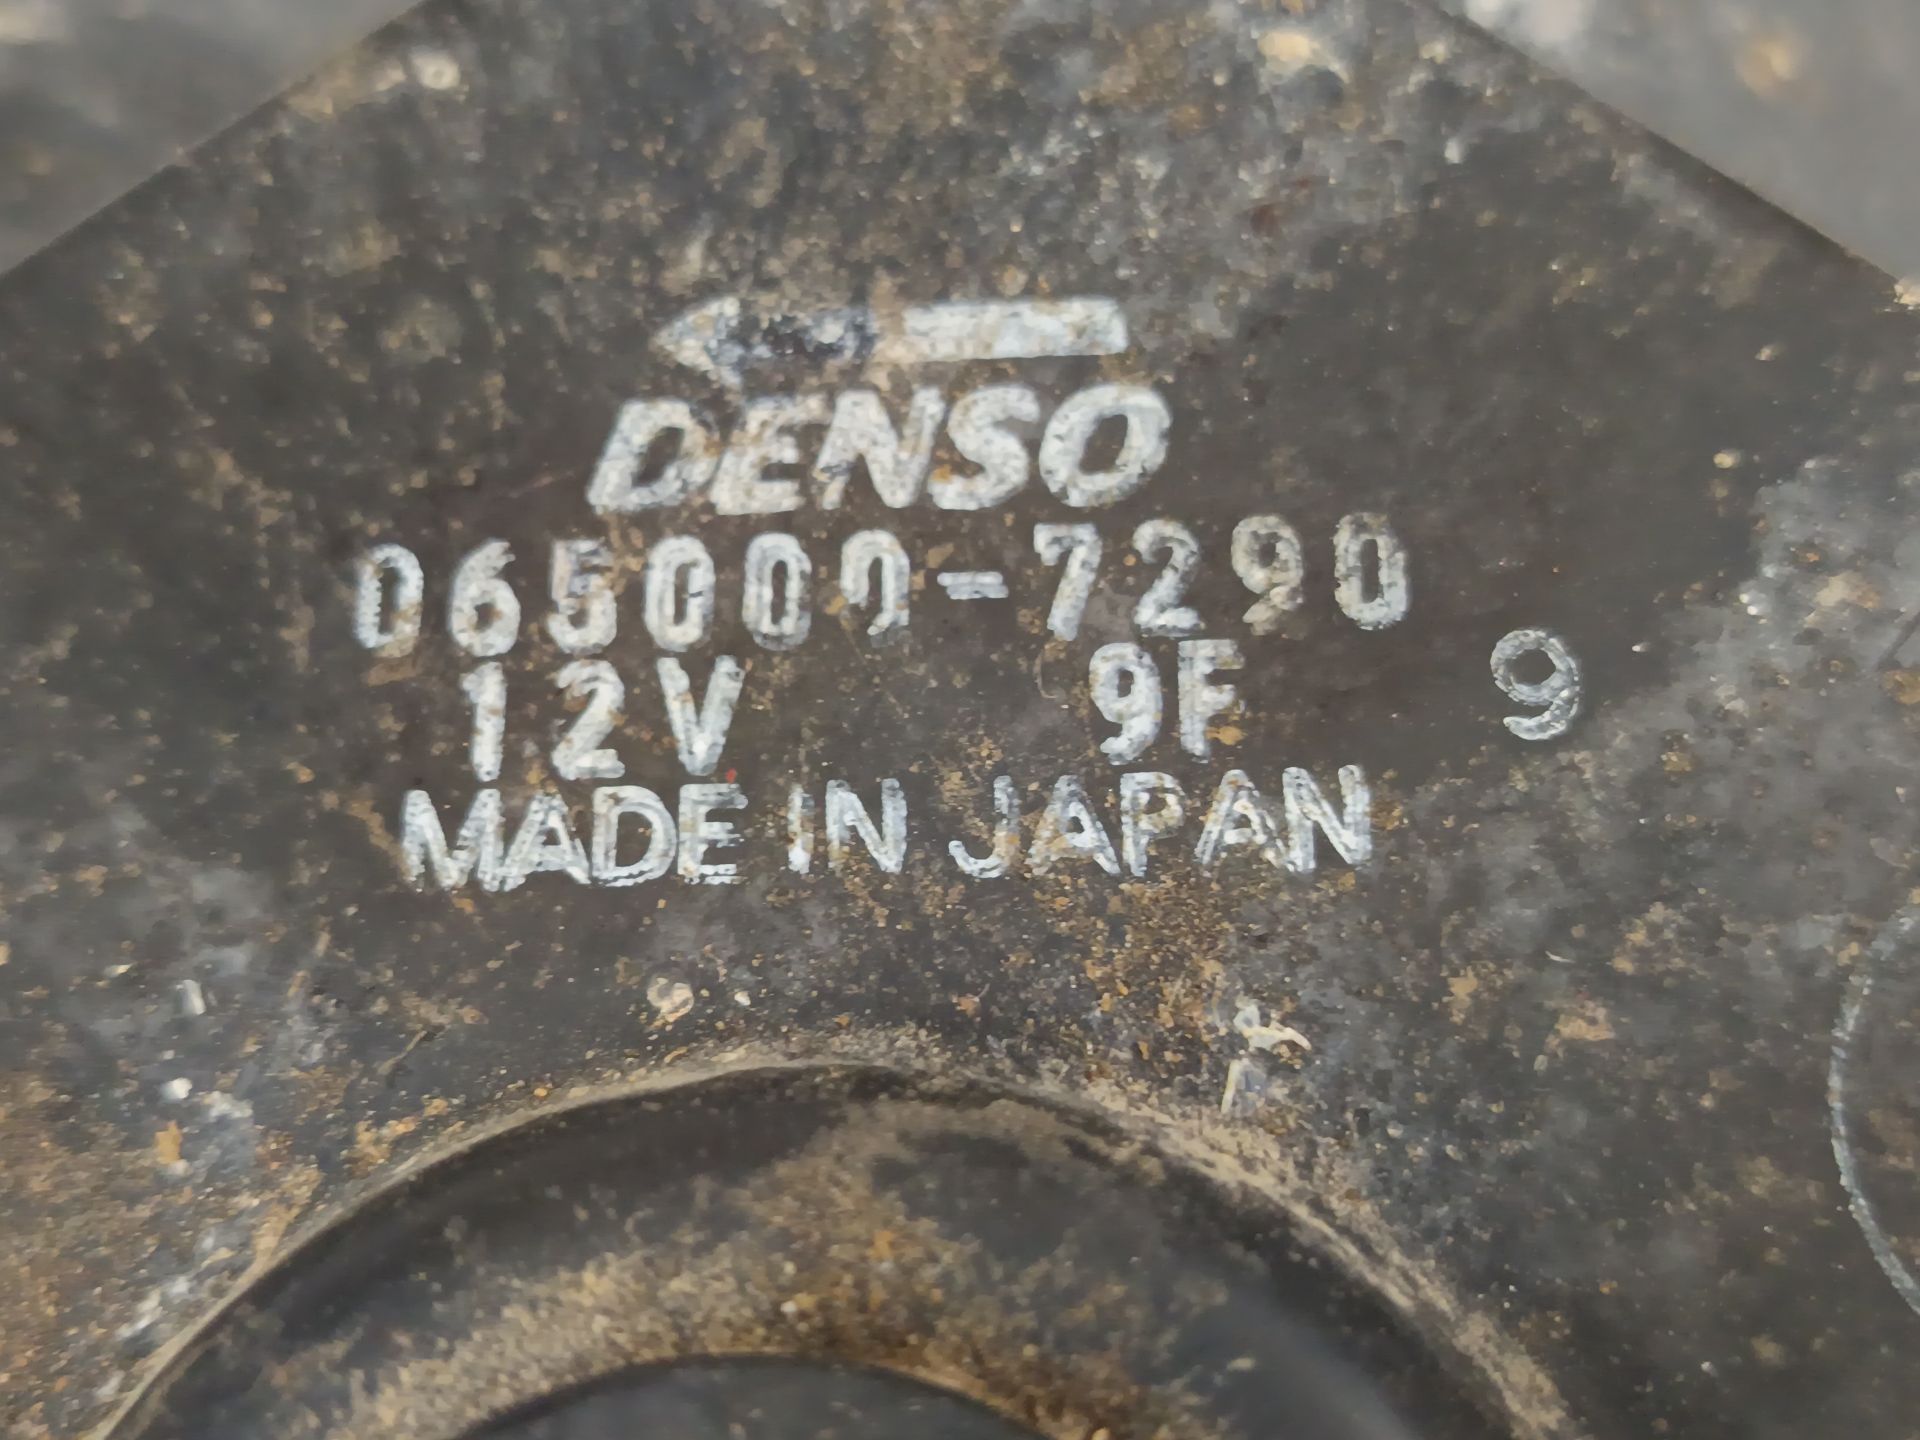 DENSO
065000-7290
12V 9F 9
MADE IN JAPAN